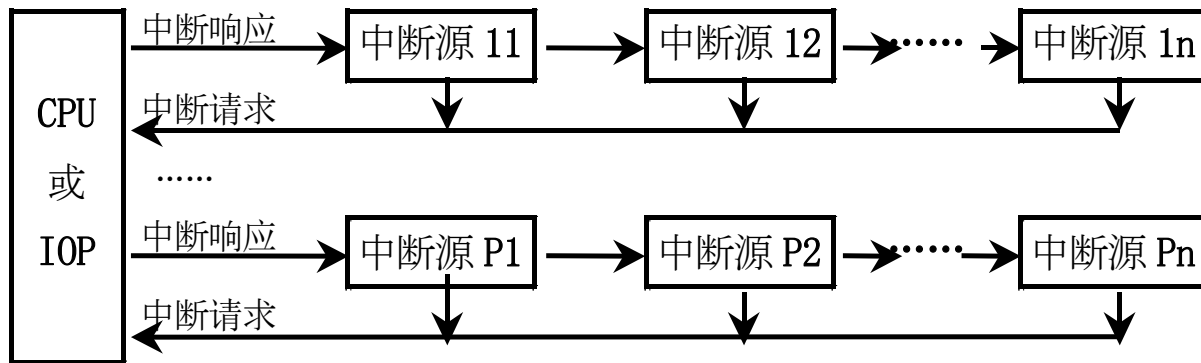 CPU
或
IOP
中断响应
中断源 11
中断源 12
……
中断源 1n
中断请求
……
中断响应
中断源 P1
中断源 P2
……
中断源 Pn
中断请求